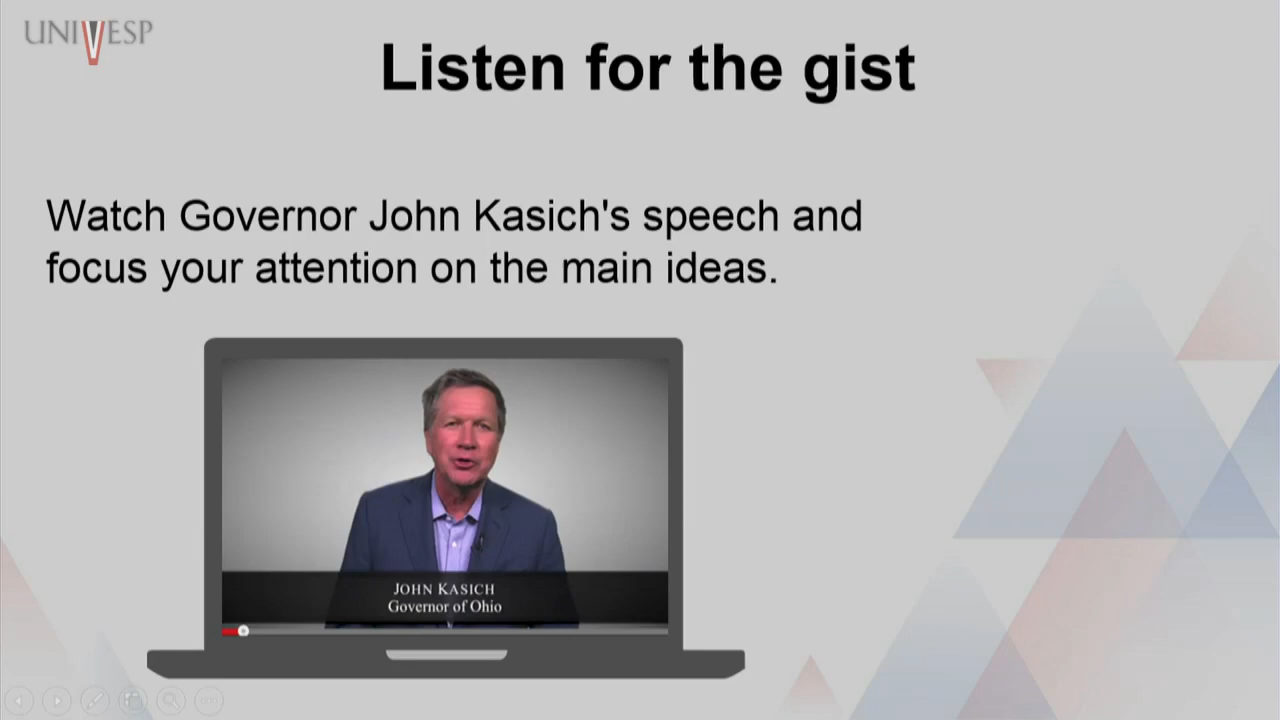 UNIVESP
Listen for the gist
Watch Governor John Kasich's speech and
focus your attention on the main ideas.
JOHN KASICH
Governor of Ohio